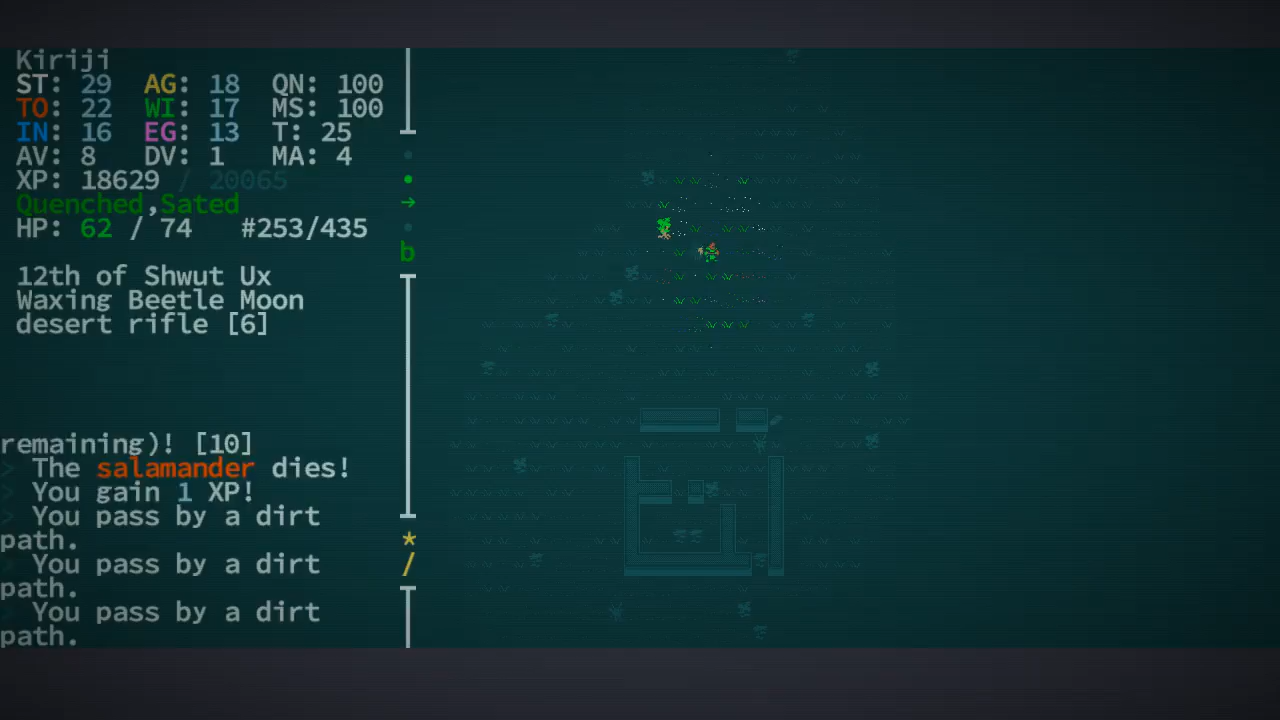 Kiriji
ST: 29 AG: 18 QN: 100
TO: 22 WI: 17 MS: 100
IN: 16 EG: 13 T: 25
AV: 8 DV: 1 MA: 4
XP: 18629 / 20065
Quenched,Sated
HP: 62 / 74 #253/435
b
12th of Shwut Ux
Waxing Beetle Moon
desert rifle [6]
remaining)! [10]
> The salamander dies!
> You gain 1 XP!
> You pass by a dirt
path.
> You pass by a dirt
path.
> You pass by a dirt
path.